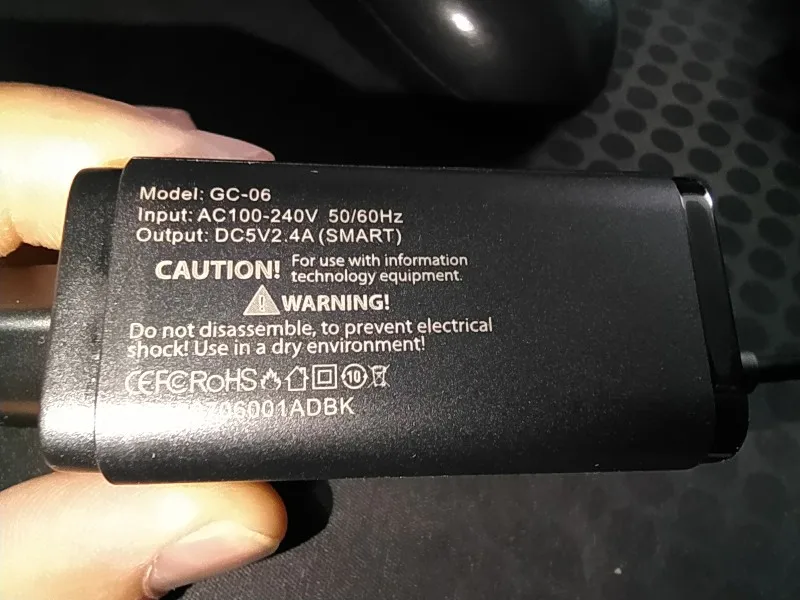 Model: GC-06
Input: AC100-240V 50/60Hz
Output: DC5V2.4A (SMART)
CAUTION! For use with information
technology equipment.
WARNING!
Do not disassemble, to prevent electrical
shock! Use in a dry environment!
CE FC RoHS 10